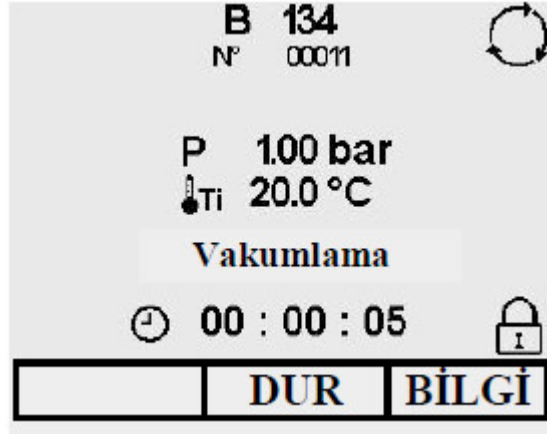 B 134
N° 00011
P 1.00 bar
Ti 20.0 °C
Vakumlama
00 : 00 : 05
I
DUR BİLGİ